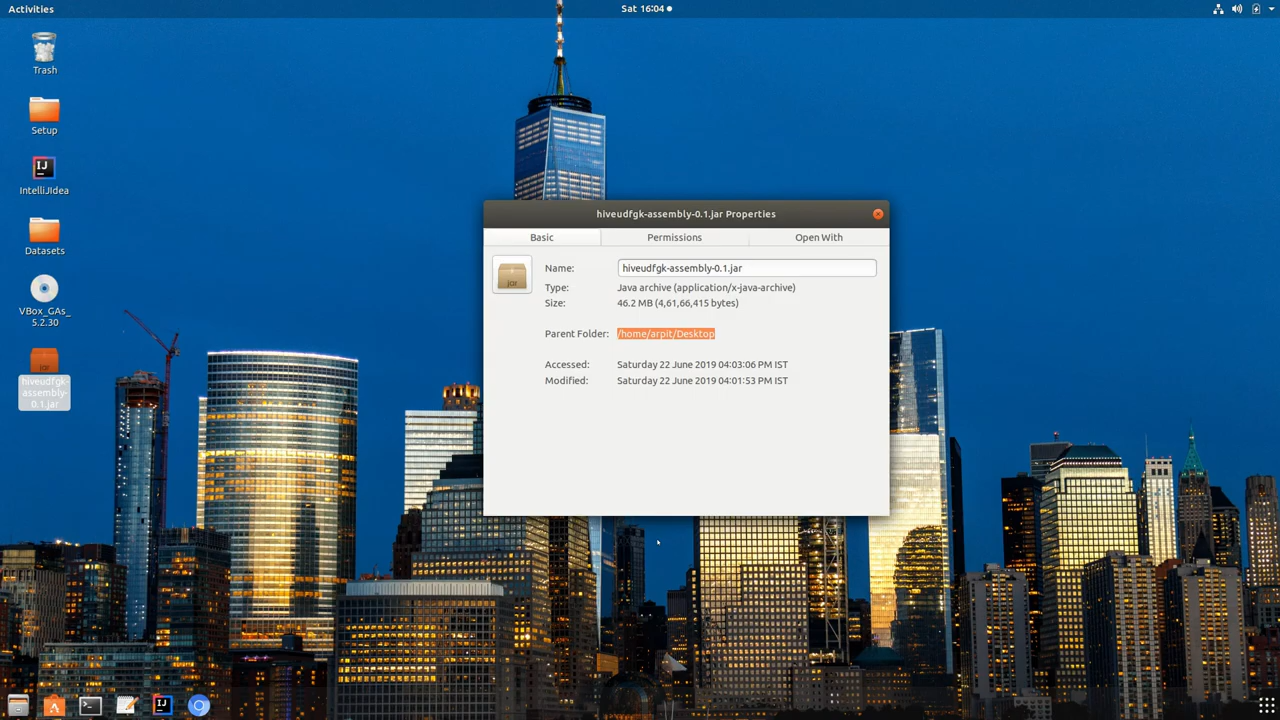 Activities
Sat 16:04
Trash
Setup
IJ
IntelliJIdea
Datasets
VBox_GAs_
5.2.30
hiveudfgk-
assembly-
0.1.jar
hiveudfgk-assembly-0.1.jar Properties
Basic
Permissions
Open With
jar
Name:
hiveudfgk-assembly-0.1.jar
Type:
Java archive (application/x-java-archive)
Size:
46.2 MB (4,61,66,415 bytes)
Parent Folder:
/home/arpit/Desktop
Accessed:
Saturday 22 June 2019 04:03:06 PM IST
Modified:
Saturday 22 June 2019 04:01:53 PM IST
IJ